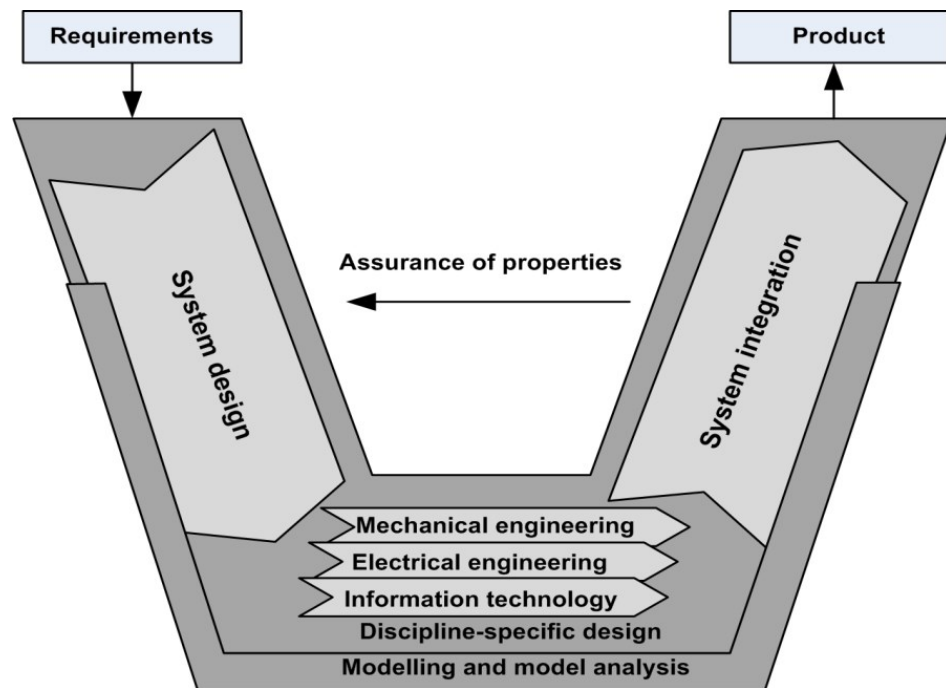 Requirements
Product
Assurance of properties
System design
System integration
Mechanical engineering
Electrical engineering
Information technology
Discipline-specific design
Modelling and model analysis